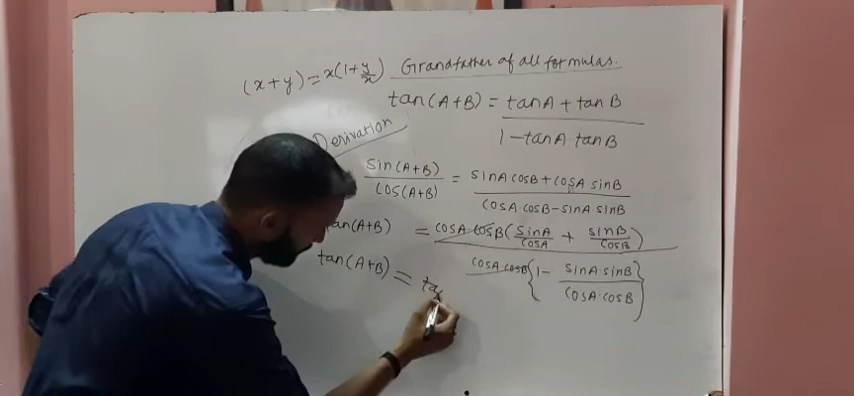 (x+y)=x(1+y/x) Grandfather of all formulas.
tan(A+B) = tanA + tanB / 1-tanA tanB
Derivation
sin(A+B) / cos(A+B) = sinA cosB + cosA sinB / cosA cosB - sinA sinB
tan(A+B) = cosA cosB (sinA/cosA + sinB/cosB) / cosA cosB {1 - sinA sinB / cosA cosB}
tan(A+B) = ta